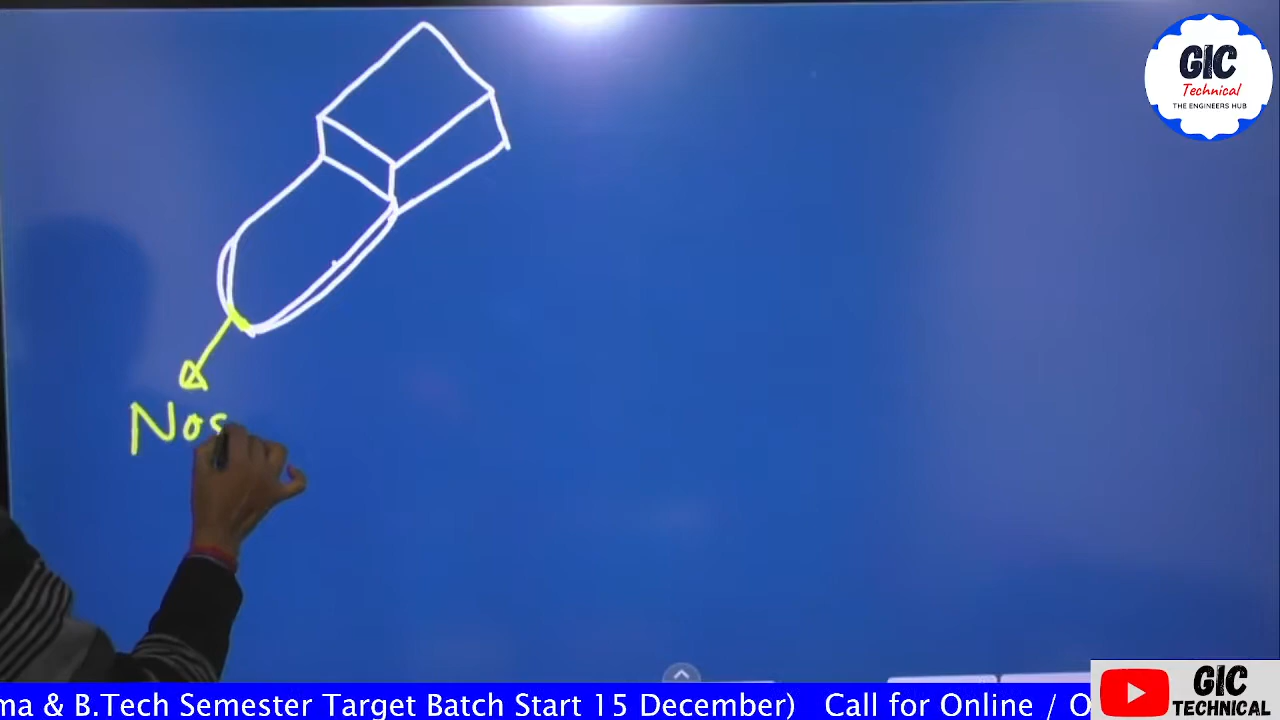 GIC
Technical
THE ENGINEERS HUB
Nos
ma & B.Tech Semester Target Batch Start 15 December) Call for Online / O
GIC
TECHNICAL